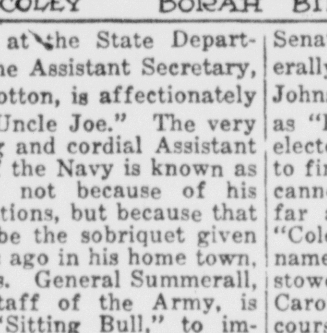 COLEY BORAH
at the State Depart-
Assistant Secretary,
otton, is affectionately
Uncle Joe." The very
and cordial Assistant
the Navy is known as
not because of his
tions, but because that
be the sobriquet given
ago in his home town,
s. General Summerall,
taff of the Army, is
"Sitting Bull," to im-
Sena
erally
John
as "
elect
to fi
cann
far
"Col
name
stow
Caro
cour